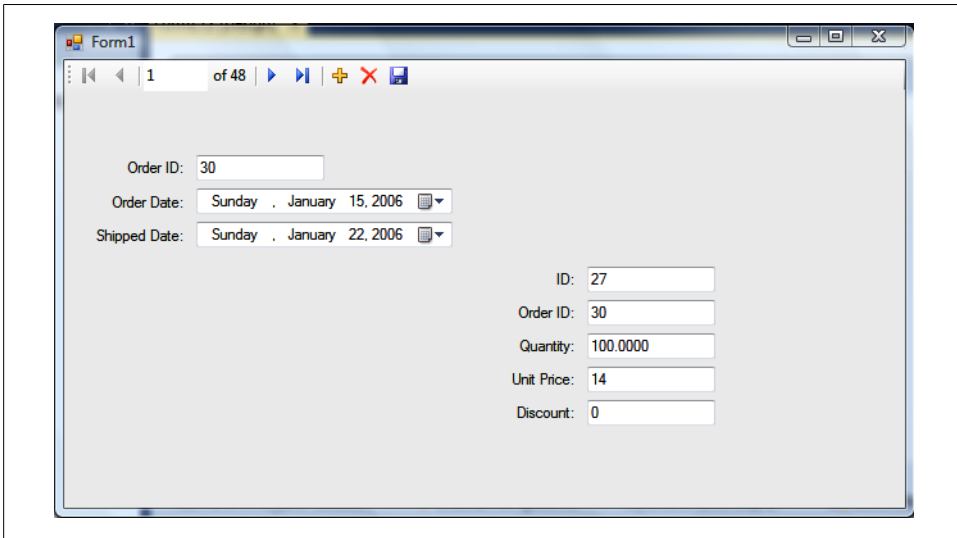 Form1
1 of 48
Order ID: 30
Order Date: Sunday , January 15, 2006
Shipped Date: Sunday , January 22, 2006
ID: 27
Order ID: 30
Quantity: 100.0000
Unit Price: 14
Discount: 0